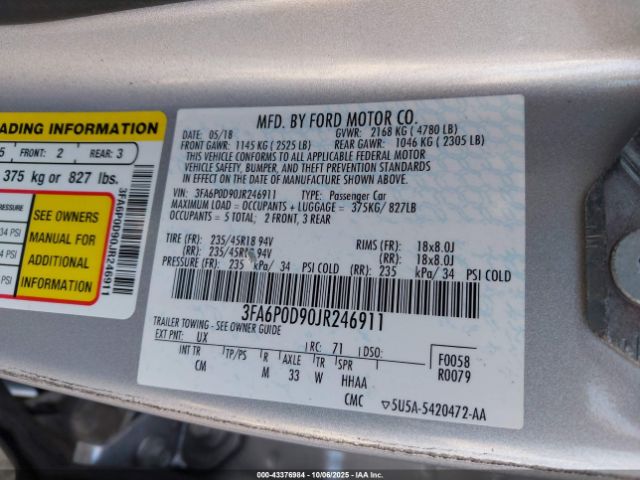 ADING INFORMATION
5 FRONT: 2 REAR: 3
375 kg or 827 lbs.
SEE OWNERS
MANUAL FOR
ADDITIONAL
INFORMATION
34 PSI
34 PSI
PSI
3FA6P0D90JR246911
MFD. BY FORD MOTOR CO.
05/18 GVWR: 2168 KG ( 4780 LB)
FRONT GAWR: 1145 KG ( 2525 LB) REAR GAWR: 1046 KG ( 2305 LB)
THIS VEHICLE CONFORMS TO ALL APPLICABLE FEDERAL MOTOR
VEHICLE SAFETY, BUMPER, AND THEFT PREVENTION STANDARDS
IN EFFECT ON THE DATE OF MANUFACTURE SHOWN ABOVE.
VIN: 3FA6P0D90JR246911 TYPE: Passenger Car
MAXIMUM LOAD = OCCUPANTS + LUGGAGE = 375KG/ 827LB
OCCUPANTS = 5 TOTAL; 2 FRONT, 3 REAR
TIRE (FR): 235/45R18 94V RIMS (FR): 18x8.0J
(RR): 235/45R18 94V (RR): 18x8.0J
PRESSURE (FR): 235 kPa/ 34 PSI COLD (RR): 235 kPa/ 34 PSI COLD
3FA6P0D90JR246911
TRAILER TOWING - SEE OWNER GUIDE
EXT PNT: UX RC: 71 DSO: F0058
INT TR TP/PS R AXLE TR SPR R0079
CM M 33 W HHAA
CMC 5U5A-5420472-AA
000-43376984 - 10/06/2025 - IAAI.CA